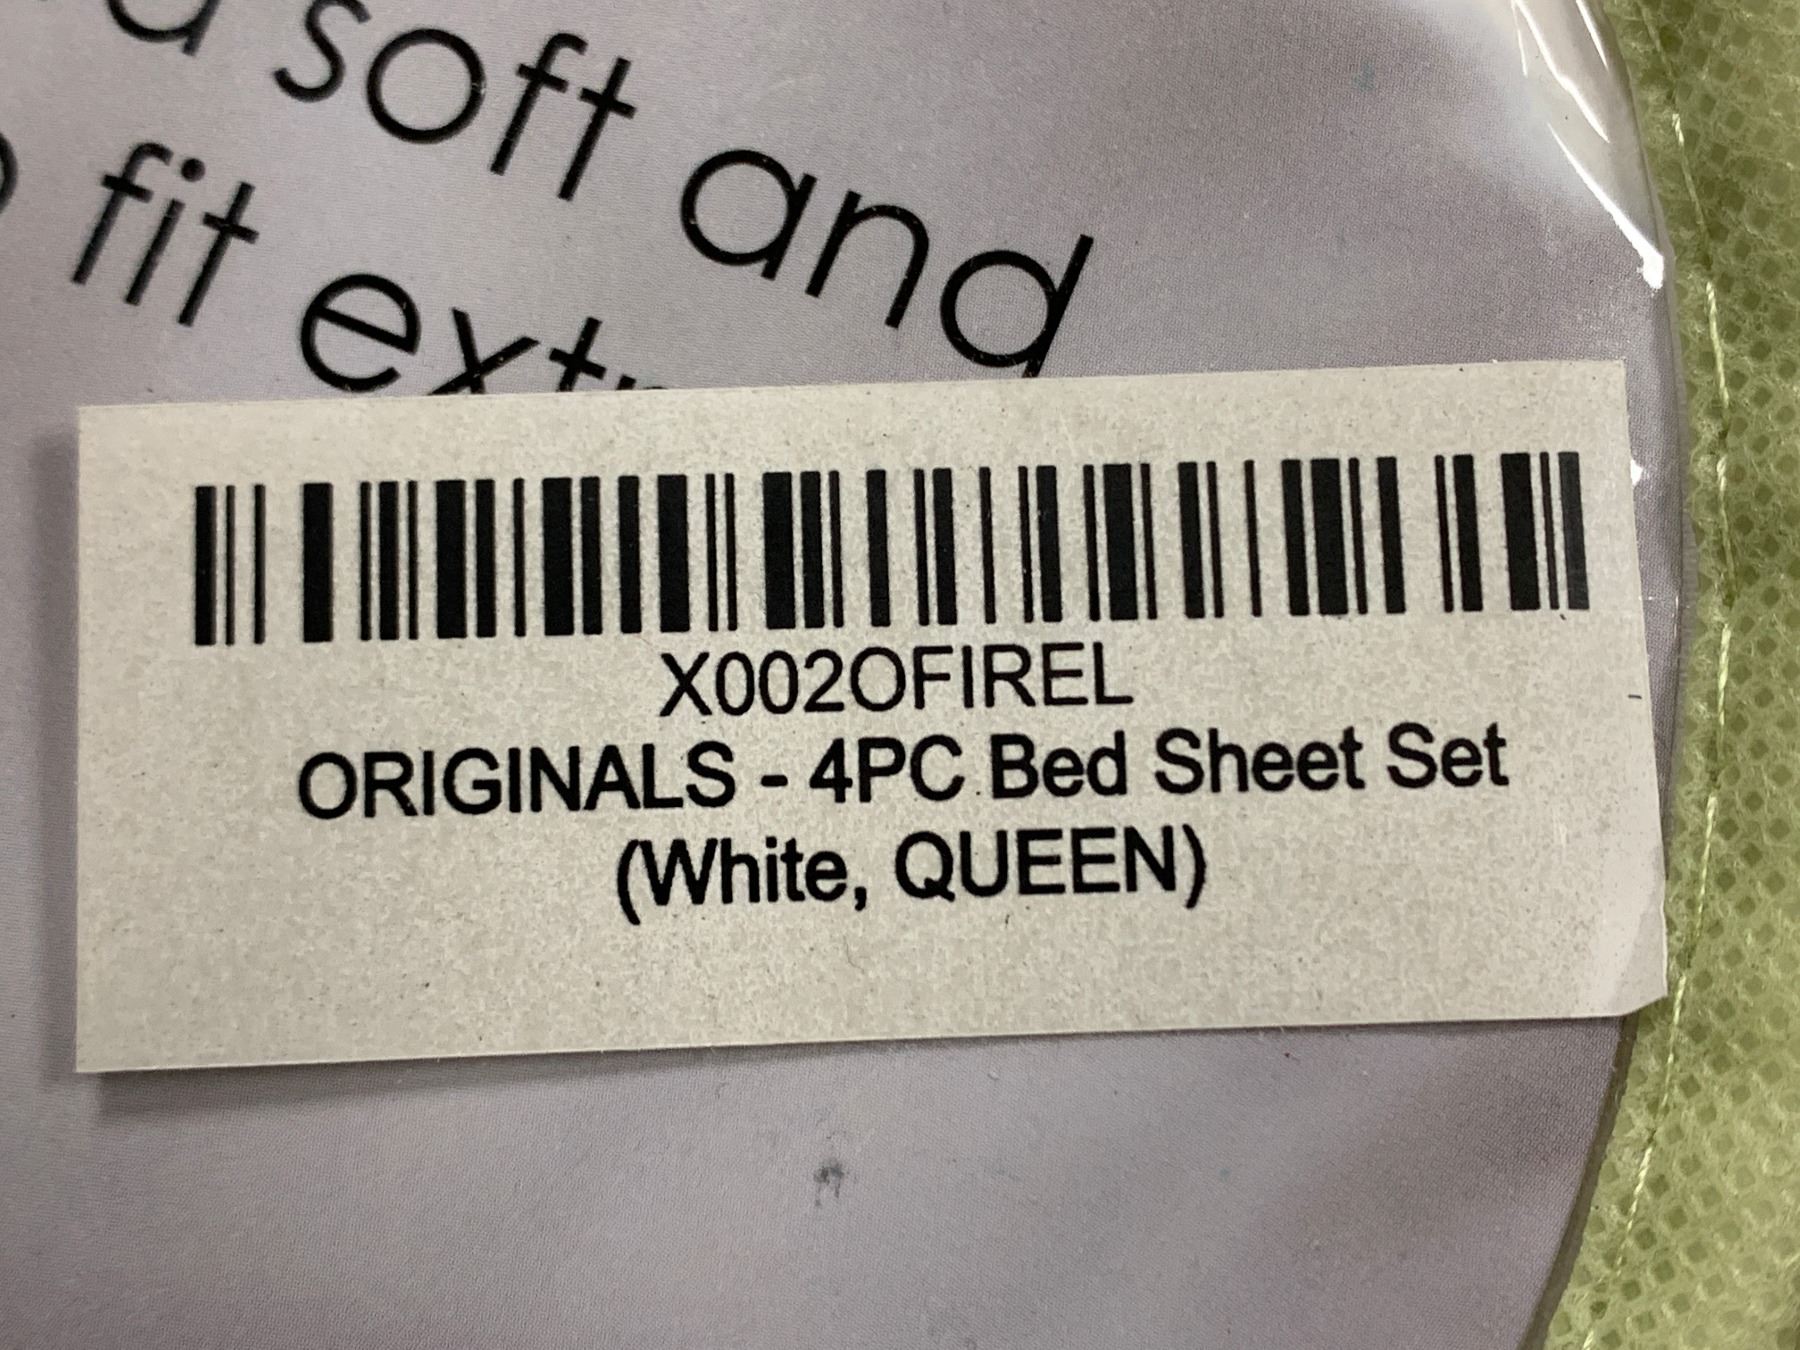 soft and
fit
X002OFIREL
ORIGINALS - 4PC Bed Sheet Set
(White, QUEEN)